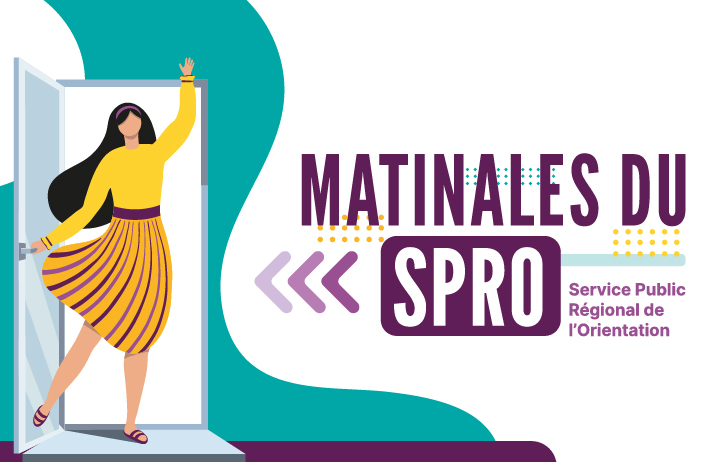 MATINALES DU
SPRO
Service Public
Régional de
l'Orientation